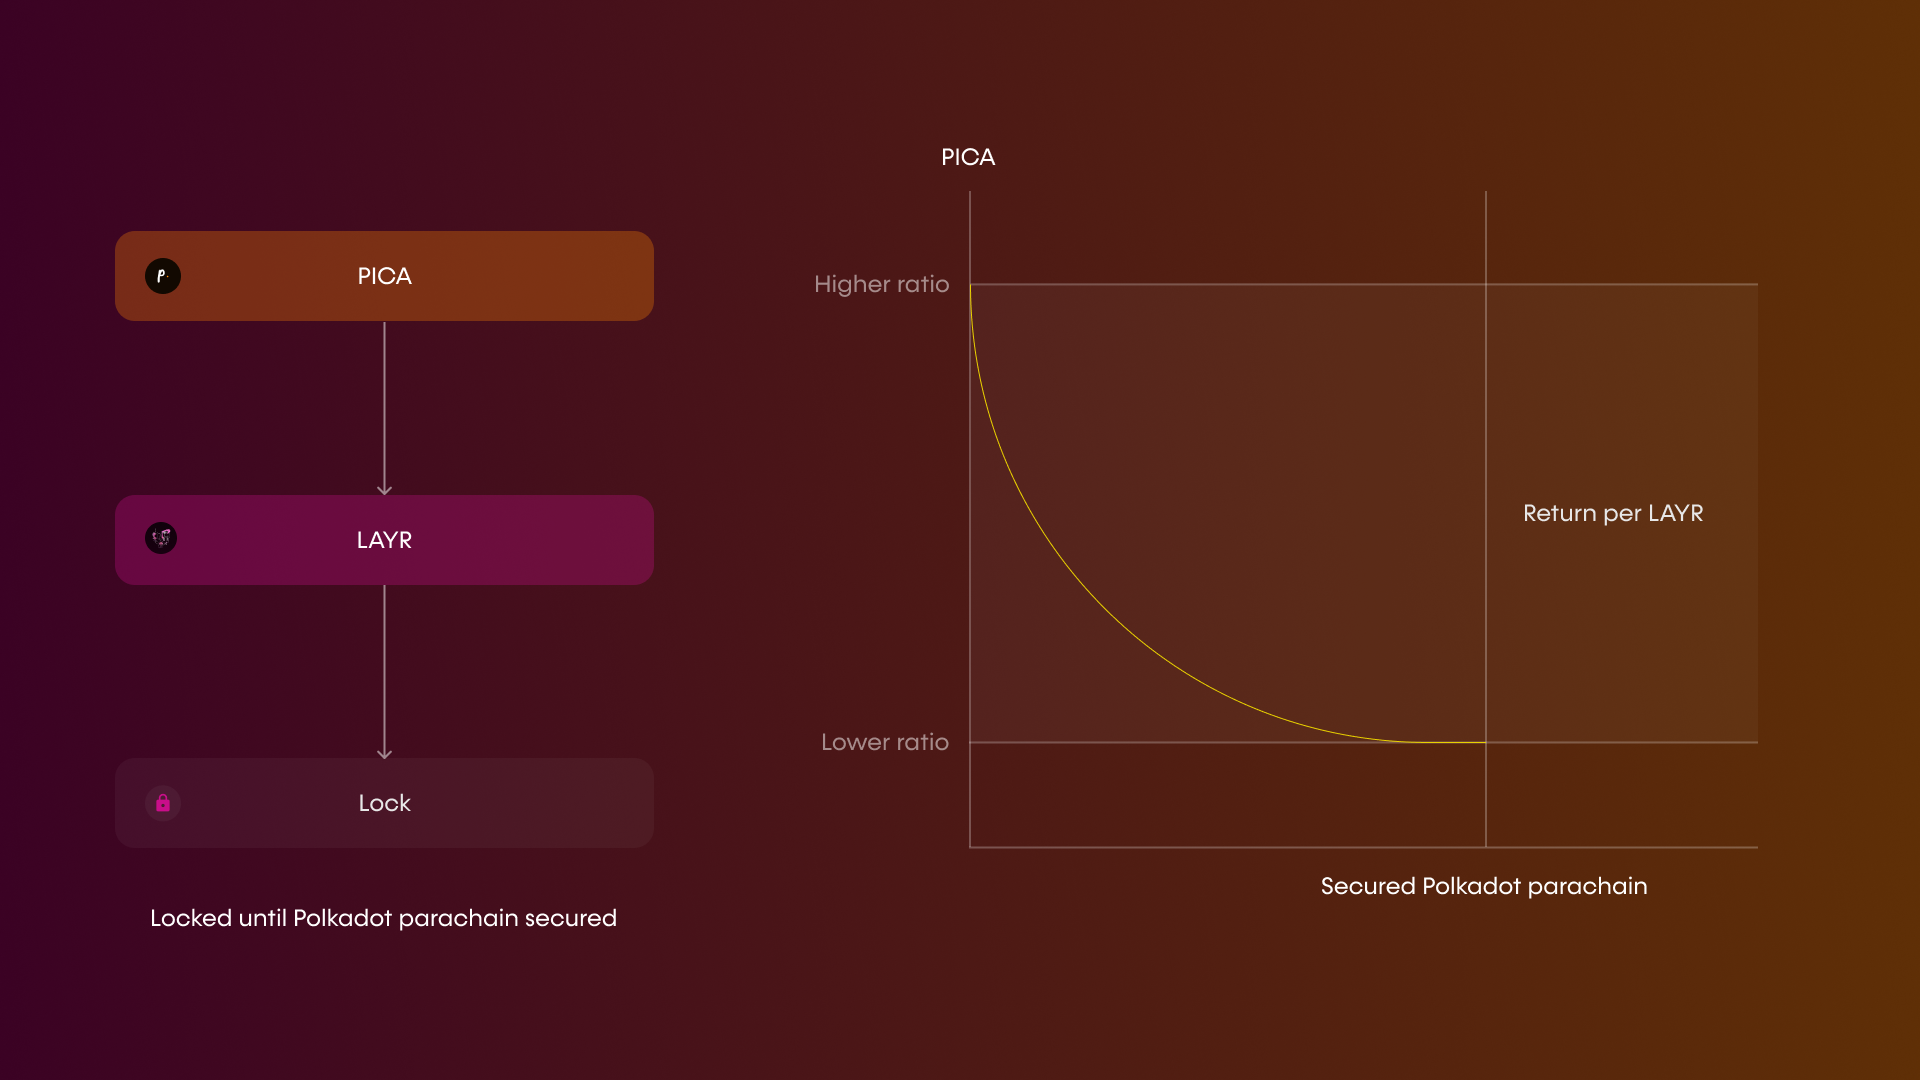 PICA
p.
LAYR
Lock
Locked until Polkadot parachain secured
PICA
Higher ratio
Lower ratio
Return per LAYR
Secured Polkadot parachain